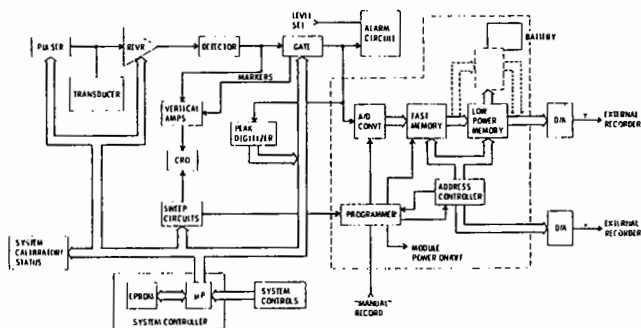 LEVEL
SET
ALARM
CIRCUIT
BATTERY
PULSER
RCVR
DETECTOR
GATE
MARKERS
TRANSDUCER
VERTICAL
AMPS
PEAK
DIGITIZER
A/D
CONVT
FAST
MEMORY
LOW
POWER
MEMORY
D/A
Y
EXTERNAL
RECORDER
CRO
SWEEP
CIRCUITS
PROGRAMMER
ADDRESS
CONTROLLER
D/A
EXTERNAL
RECORDER
SYSTEM
CALIBRATION/
STATUS
MODULE
POWER ON/OFF
EPROM
μP
SYSTEM
CONTROLS
"MANUAL"
RECORD
SYSTEM CONTROLLER